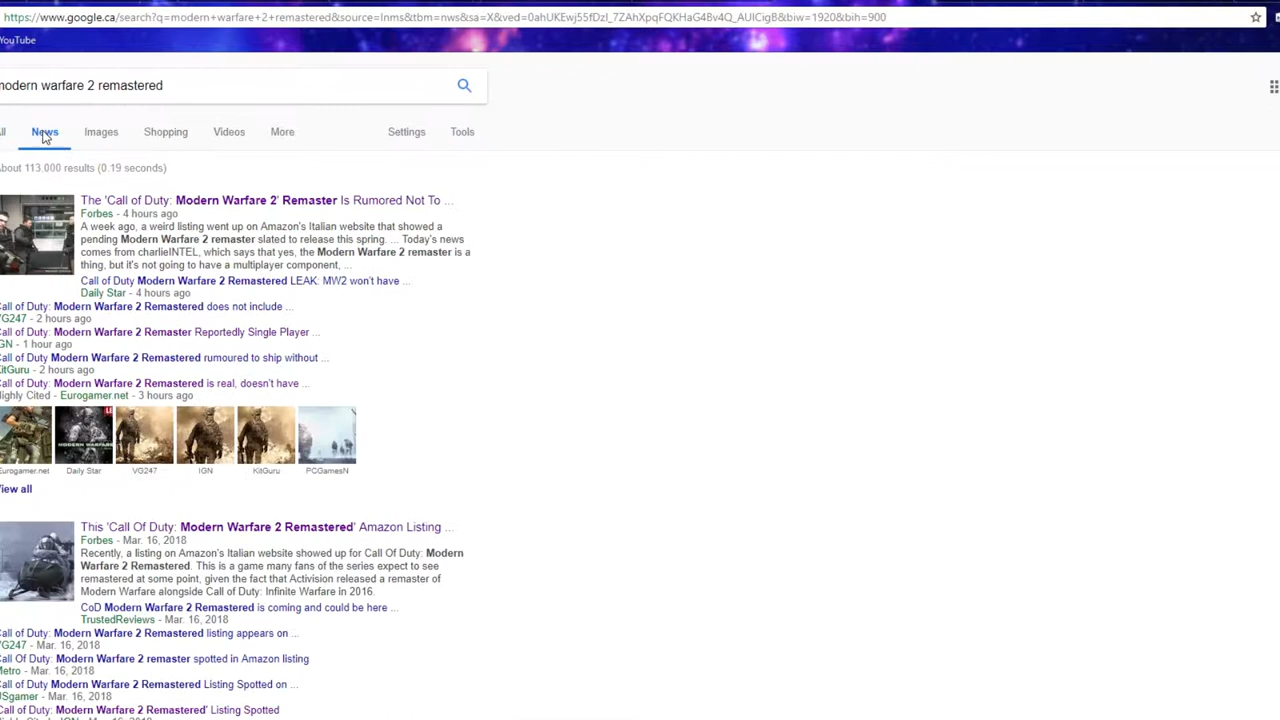 https://www.google.ca/search?q=modern+warfare+2+remastered&source=lnms&tbm=nws&sa=X&ved=0ahUKEwj55fDzI_7ZAhXpqFQKHaG4Bv4Q_AUICigB&biw=1920&bih=900
YouTube
modern warfare 2 remastered
ll News Images Shopping Videos More Settings Tools
bout 113,000 results (0.19 seconds)
The 'Call of Duty: Modern Warfare 2' Remaster Is Rumored Not To ...
Forbes - 4 hours ago
A week ago, a weird listing went up on Amazon's Italian website that showed a
pending Modern Warfare 2 remaster slated to release this spring. ... Today's news
comes from charlieINTEL, which says that yes, the Modern Warfare 2 remaster is a
thing, but it's not going to have a multiplayer component, ...
Call of Duty Modern Warfare 2 Remastered LEAK: MW2 won't have ...
Daily Star - 4 hours ago
Call of Duty: Modern Warfare 2 Remastered does not include ...
VG247 - 2 hours ago
Call of Duty: Modern Warfare 2 Remaster Reportedly Single Player ...
GN - 1 hour ago
Call of Duty Modern Warfare 2 Remastered rumoured to ship without ...
KitGuru - 2 hours ago
Call of Duty: Modern Warfare 2 Remastered is real, doesn't have ...
Highly Cited - Eurogamer.net - 3 hours ago
MODERN WARFARE
Eurogamer.net Daily Star VG247 IGN KitGuru PCGamesN
View all
This 'Call Of Duty: Modern Warfare 2 Remastered' Amazon Listing ...
Forbes - Mar. 16, 2018
Recently, a listing on Amazon's Italian website showed up for Call Of Duty: Modern
Warfare 2 Remastered. This is a game many fans of the series expect to see
remastered at some point, given the fact that Activision released a remaster of
Modern Warfare alongside Call of Duty: Infinite Warfare in 2016.
CoD Modern Warfare 2 Remastered is coming and could be here ...
TrustedReviews - Mar. 16, 2018
Call of Duty: Modern Warfare 2 Remastered listing appears on ...
VG247 - Mar. 16, 2018
Call Of Duty: Modern Warfare 2 remaster spotted in Amazon listing
Metro - Mar. 16, 2018
Call of Duty Modern Warfare 2 Remastered Listing Spotted on ...
USgamer - Mar. 16, 2018
'Call of Duty: Modern Warfare 2 Remastered' Listing Spotted
Highly Cited - IGN - Mar. 16, 2018